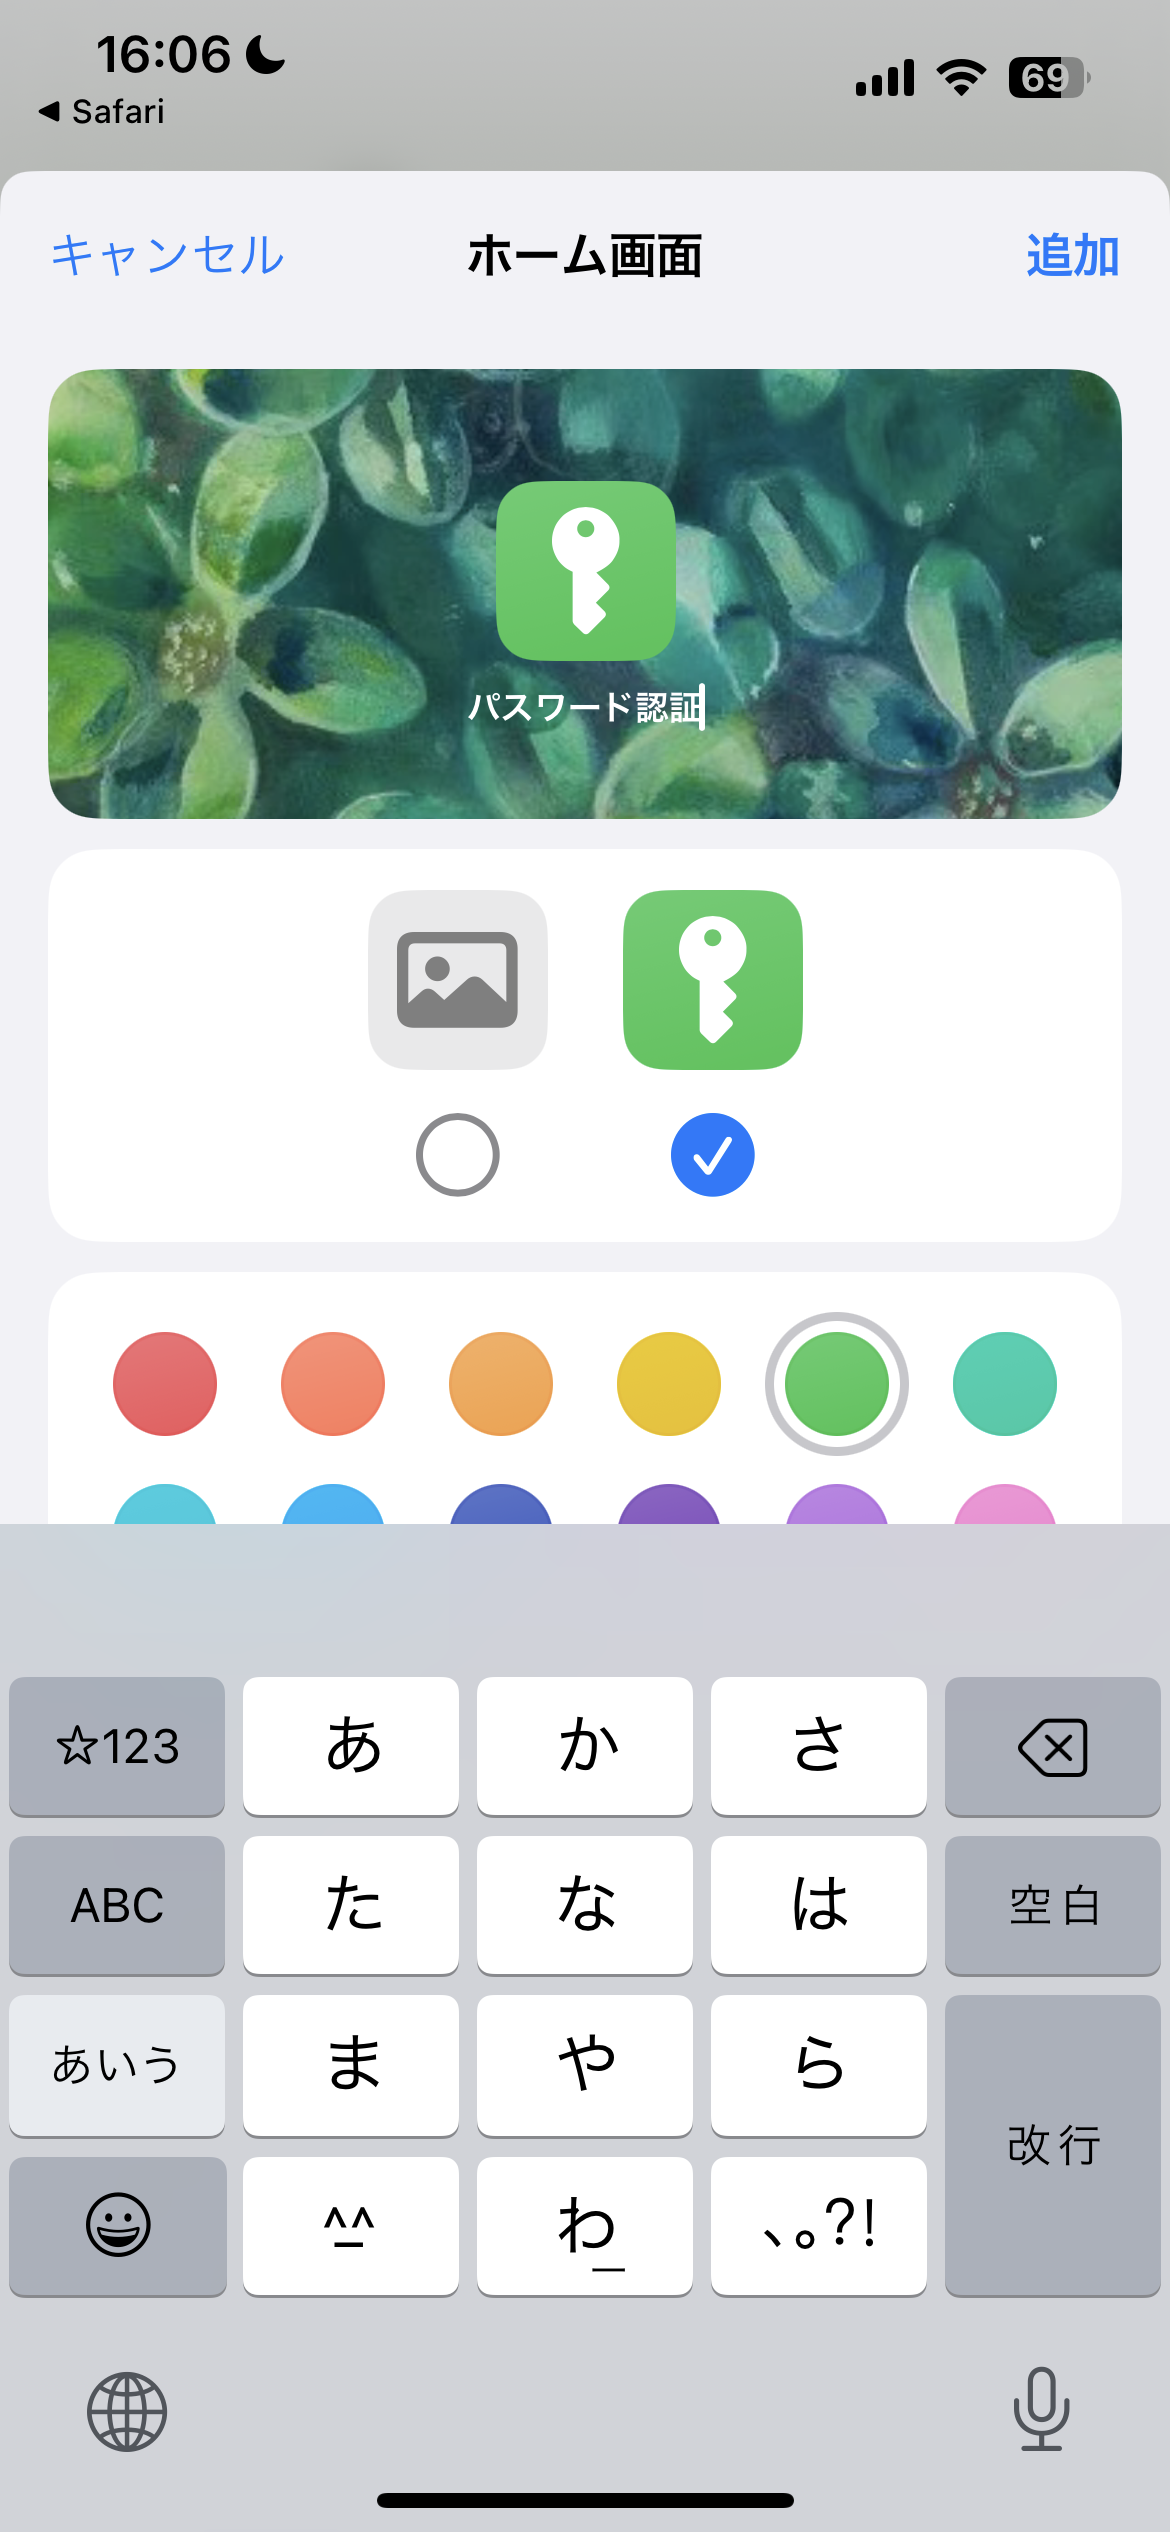 16:06
Safari
69
キャンセル ホーム画面 追加
パスワード認証
☆123 あ か さ
ABC た な は 空白
あいう ま や ら
改行
^_^ わ_ 、。?!